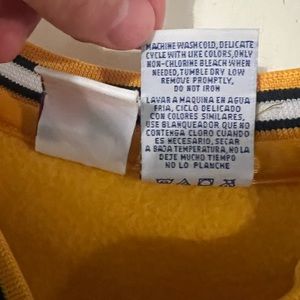 MACHINE WASH COLD, DELICATE
CYCLE WITH LIKE COLORS, ONLY
NON-CHLORINE BLEACH WHEN
NEEDED, TUMBLE DRY LOW
REMOVE PROMPTLY,
DO NOT IRON
LAVAR A MAQUINA EN AGUA
FRIA, CICLO DELICADO
CON COLORES SIMILARES,
USE BLANQUEADOR QUE NO
CONTENGA CLORO CUANDO
ES NECESARIO, SECAR
A BAJA TEMPERATURA, NO LA
DEJE MUCHO TIEMPO
NO LO PLANCHE